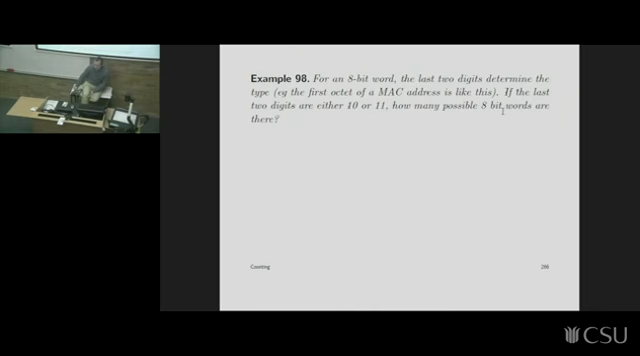 Example 98. For an 8-bit word, the last two digits determine the
type (eg the first octet of a MAC address is like this). If the last
two digits are either 10 or 11, how many possible 8 bit words are
there?
Counting
206
CSU